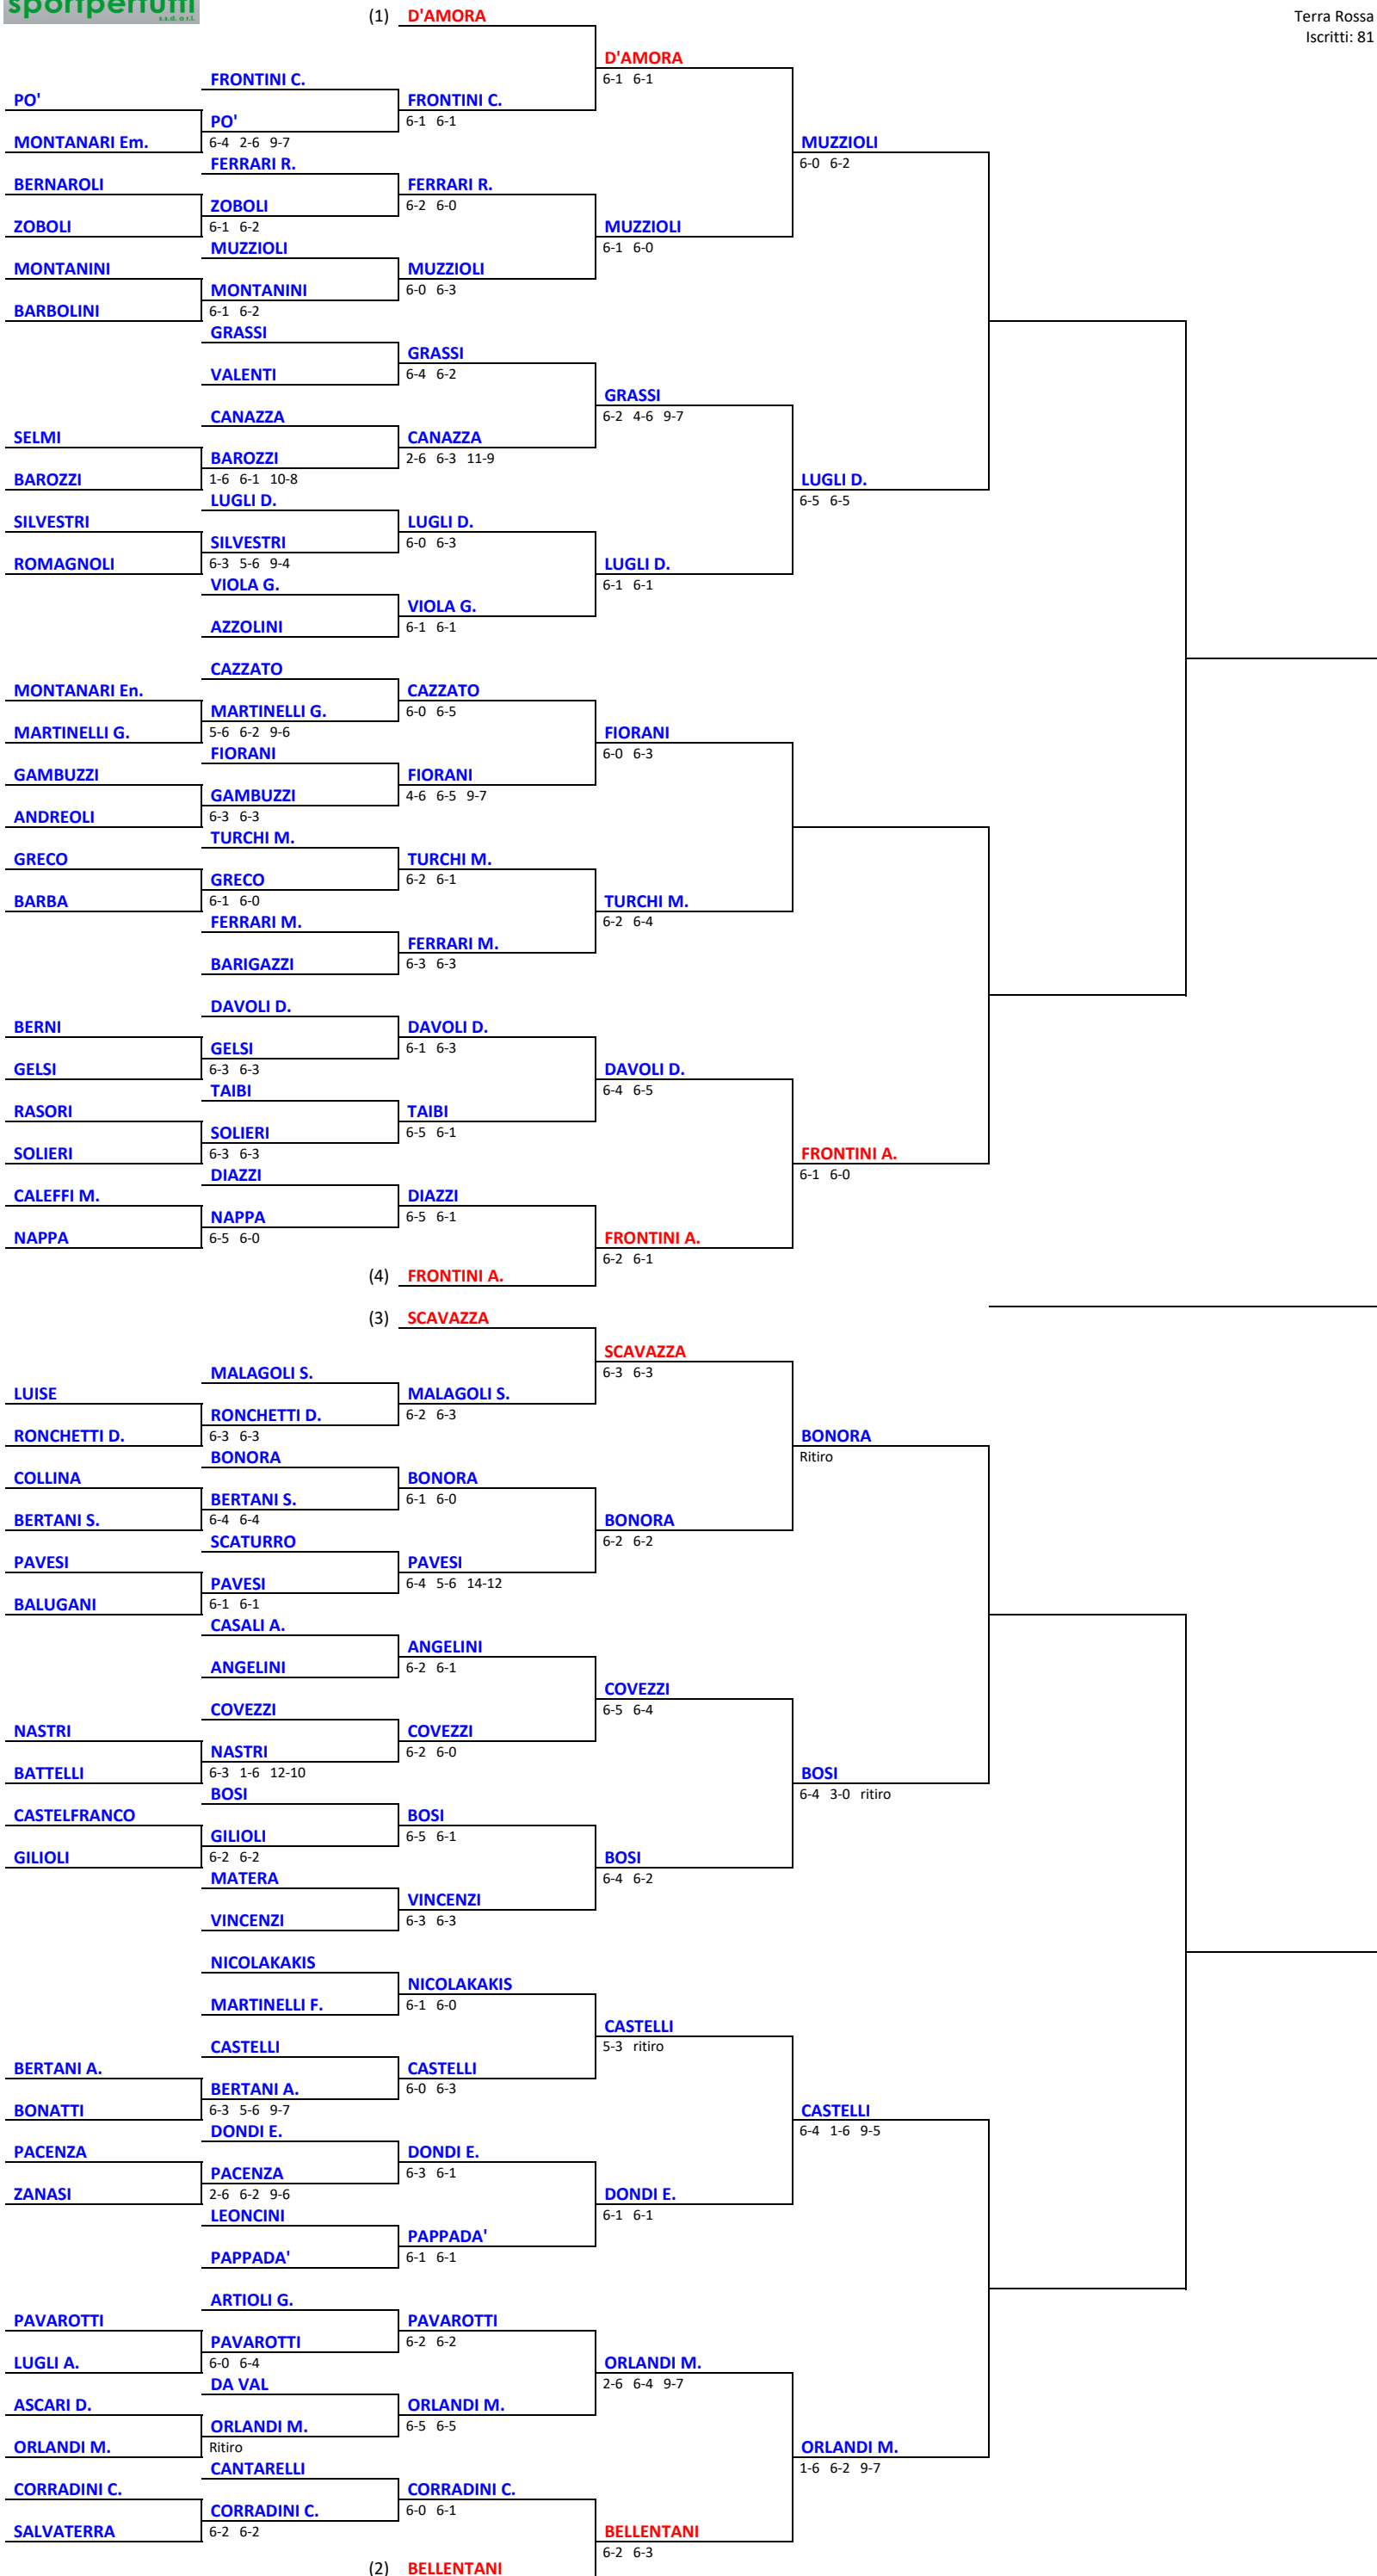 sportpertutti
s.s.d. a r.l.
(1) D'AMORA
Terra Rossa
Iscritti: 81
D'AMORA
FRONTINI C.
6-1 6-1
PO'
FRONTINI C.
PO'
6-1 6-1
MONTANARI Em.
6-4 2-6 9-7
MUZZIOLI
FERRARI R.
6-0 6-2
BERNAROLI
FERRARI R.
ZOBOLI
6-2 6-0
ZOBOLI
6-1 6-2
MUZZIOLI
MUZZIOLI
6-1 6-0
MONTANINI
MUZZIOLI
MONTANINI
6-0 6-3
BARBOLINI
6-1 6-2
GRASSI
GRASSI
VALENTI
6-4 6-2
GRASSI
CANAZZA
6-2 4-6 9-7
SELMI
CANAZZA
BAROZZI
2-6 6-3 11-9
BAROZZI
1-6 6-1 10-8
LUGLI D.
LUGLI D.
6-5 6-5
SILVESTRI
LUGLI D.
SILVESTRI
6-0 6-3
ROMAGNOLI
6-3 5-6 9-4
LUGLI D.
VIOLA G.
6-1 6-1
VIOLA G.
AZZOLINI
6-1 6-1
CAZZATO
MONTANARI En.
CAZZATO
MARTINELLI G.
6-0 6-5
MARTINELLI G.
5-6 6-2 9-6
FIORANI
FIORANI
6-0 6-3
GAMBUZZI
FIORANI
GAMBUZZI
4-6 6-5 9-7
ANDREOLI
6-3 6-3
TURCHI M.
GRECO
TURCHI M.
GRECO
6-2 6-1
BARBA
6-1 6-0
TURCHI M.
FERRARI M.
6-2 6-4
FERRARI M.
BARIGAZZI
6-3 6-3
DAVOLI D.
BERNI
DAVOLI D.
GELSI
6-1 6-3
GELSI
6-3 6-3
DAVOLI D.
TAIBI
6-4 6-5
RASORI
TAIBI
SOLIERI
6-5 6-1
SOLIERI
6-3 6-3
FRONTINI A.
DIAZZI
6-1 6-0
CALEFFI M.
DIAZZI
NAPPA
6-5 6-1
NAPPA
6-5 6-0
FRONTINI A.
6-2 6-1
(4) FRONTINI A.
(3) SCAVAZZA
SCAVAZZA
MALAGOLI S.
6-3 6-3
LUISE
MALAGOLI S.
RONCHETTI D.
6-2 6-3
RONCHETTI D.
6-3 6-3
BONORA
BONORA
Ritiro
COLLINA
BONORA
BERTANI S.
6-1 6-0
BERTANI S.
6-4 6-4
BONORA
SCATURRO
6-2 6-2
PAVESI
PAVESI
PAVESI
6-4 5-6 14-12
BALUGANI
6-1 6-1
CASALI A.
ANGELINI
ANGELINI
6-2 6-1
COVEZZI
COVEZZI
6-5 6-4
NASTRI
COVEZZI
NASTRI
6-2 6-0
BATTELLI
6-3 1-6 12-10
BOSI
BOSI
6-4 3-0 ritiro
CASTELFRANCO
BOSI
GILIOLI
6-5 6-1
GILIOLI
6-2 6-2
BOSI
MATERA
6-4 6-2
VINCENZI
VINCENZI
6-3 6-3
NICOLAKAKIS
NICOLAKAKIS
MARTINELLI F.
6-1 6-0
CASTELLI
CASTELLI
5-3 ritiro
BERTANI A.
CASTELLI
BERTANI A.
6-0 6-3
BONATTI
6-3 5-6 9-7
CASTELLI
DONDI E.
6-4 1-6 9-5
PACENZA
DONDI E.
PACENZA
6-3 6-1
ZANASI
2-6 6-2 9-6
DONDI E.
LEONCINI
6-1 6-1
PAPPADA'
PAPPADA'
6-1 6-1
ARTIOLI G.
PAVAROTTI
PAVAROTTI
PAVAROTTI
6-2 6-2
LUGLI A.
6-0 6-4
ORLANDI M.
DA VAL
2-6 6-4 9-7
ASCARI D.
ORLANDI M.
ORLANDI M.
6-5 6-5
ORLANDI M.
Ritiro
ORLANDI M.
CANTARELLI
1-6 6-2 9-7
CORRADINI C.
CORRADINI C.
CORRADINI C.
6-0 6-1
SALVATERRA
6-2 6-2
BELLENTANI
6-2 6-3
(2) BELLENTANI